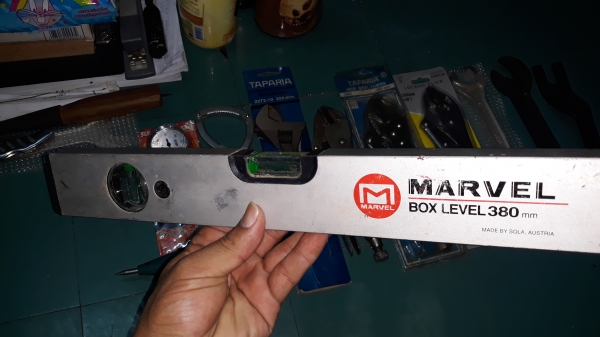 TAPARIA
TAPARIA
M
MARVEL
MARVEL
BOX LEVEL 380 mm
MADE BY SOLA, AUSTRIA